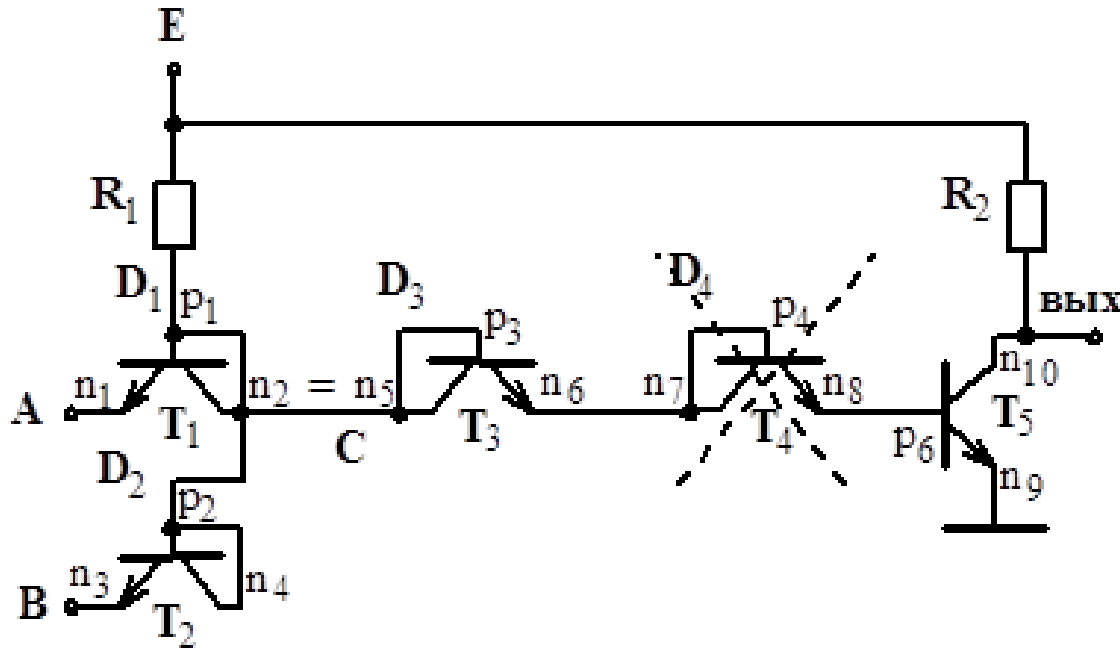 E
R₁ R₂
D₁ p₁ D₃ p₃ D₄ p₄ вых
n₁ n₂ = n₅ n₆ n₇ n₈ n₁₀
A T₁ C T₃ T₄ p₆ T₅
D₂ p₂ n₉
n₃ n₄
B T₂